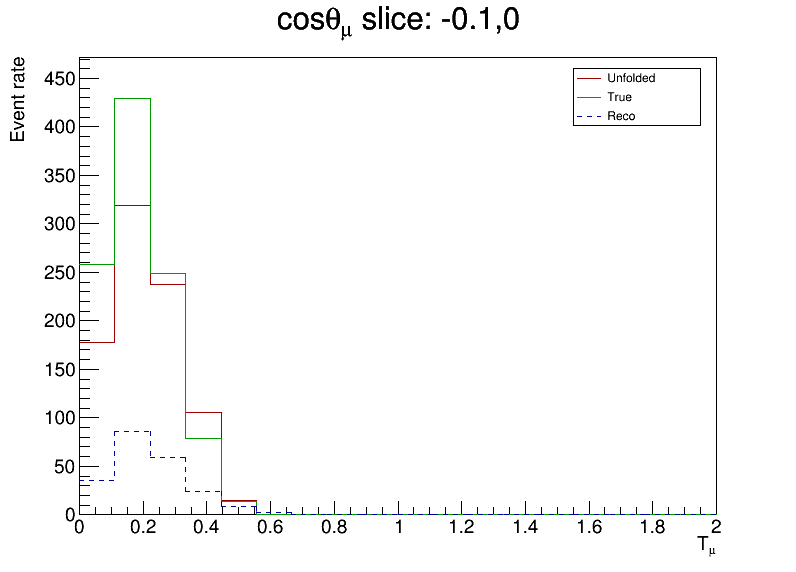 cosθμ slice: -0.1,0
Event rate
Unfolded
True
Reco
450
400
350
300
250
200
150
100
50
0
0 0.2 0.4 0.6 0.8 1 1.2 1.4 1.6 1.8 2
Tμ